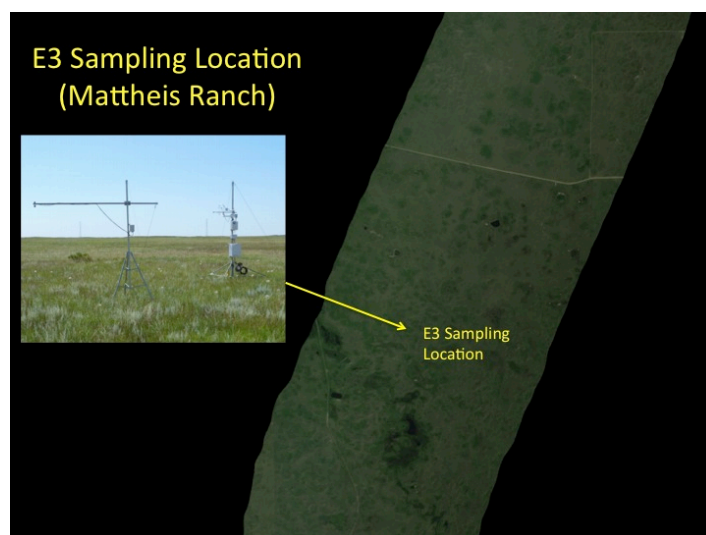 E3 Sampling Location
(Mattheis Ranch)
E3 Sampling
Location